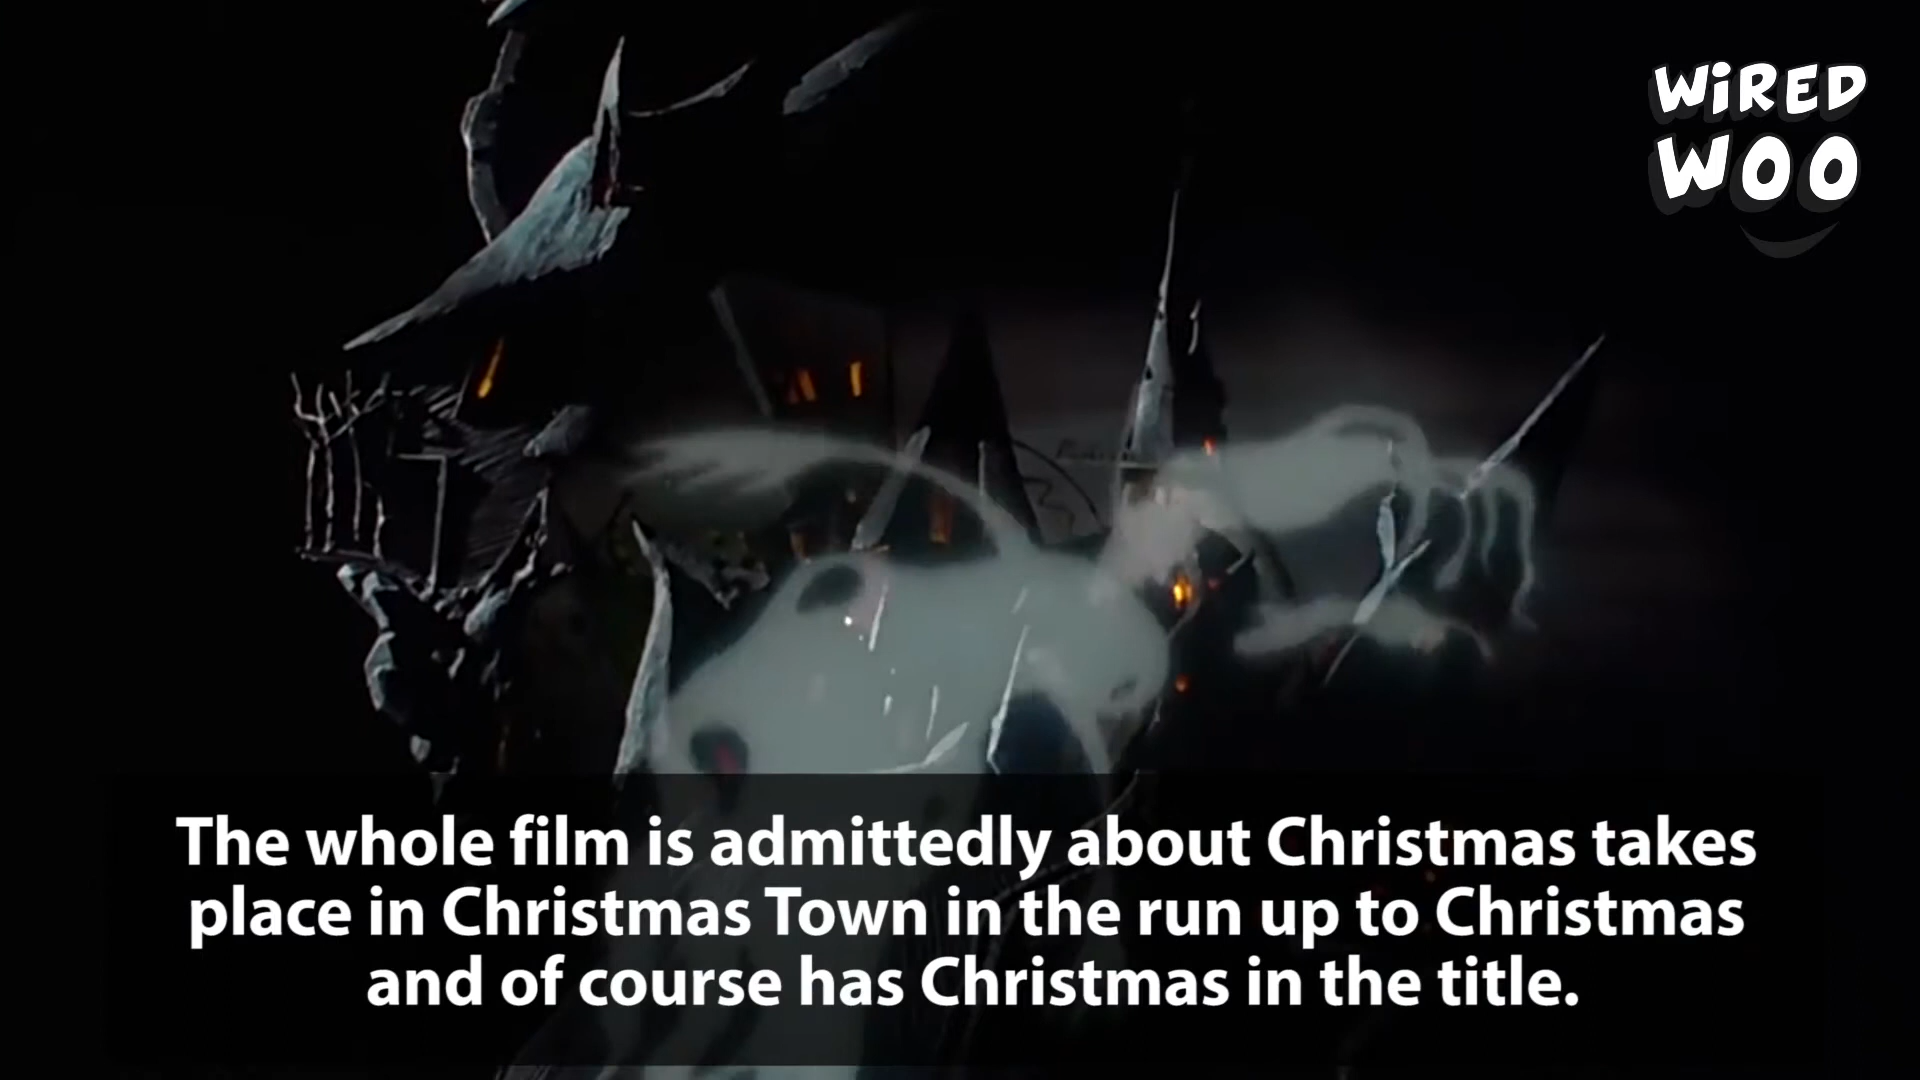 WiRED
WOO
The whole film is admittedly about Christmas takes
place in Christmas Town in the run up to Christmas
and of course has Christmas in the title.